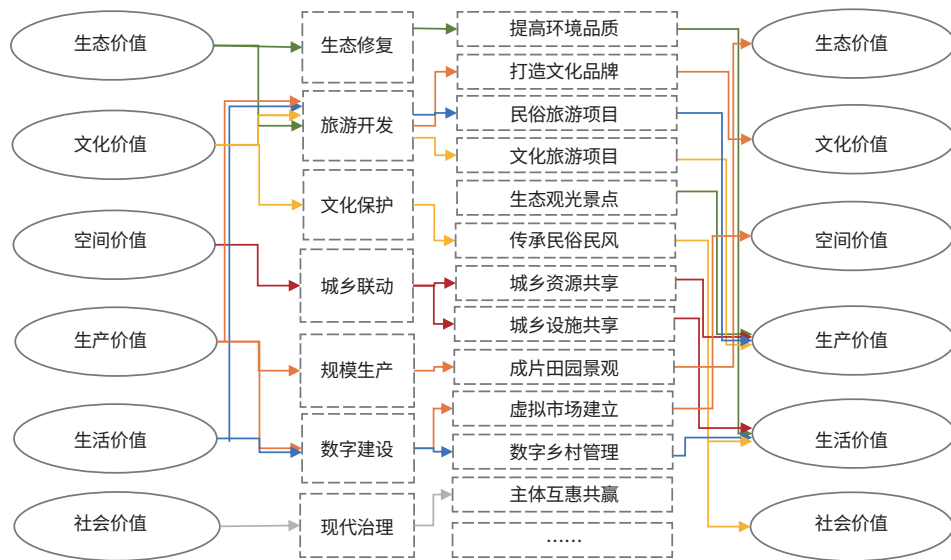 生态价值
文化价值
空间价值
生产价值
生活价值
社会价值
生态修复
旅游开发
文化保护
城乡联动
规模生产
数字建设
现代治理
提高环境品质
打造文化品牌
民俗旅游项目
文化旅游项目
生态观光景点
传承民俗民风
城乡资源共享
城乡设施共享
成片田园景观
虚拟市场建立
数字乡村管理
主体互惠共赢
……
生态价值
文化价值
空间价值
生产价值
生活价值
社会价值